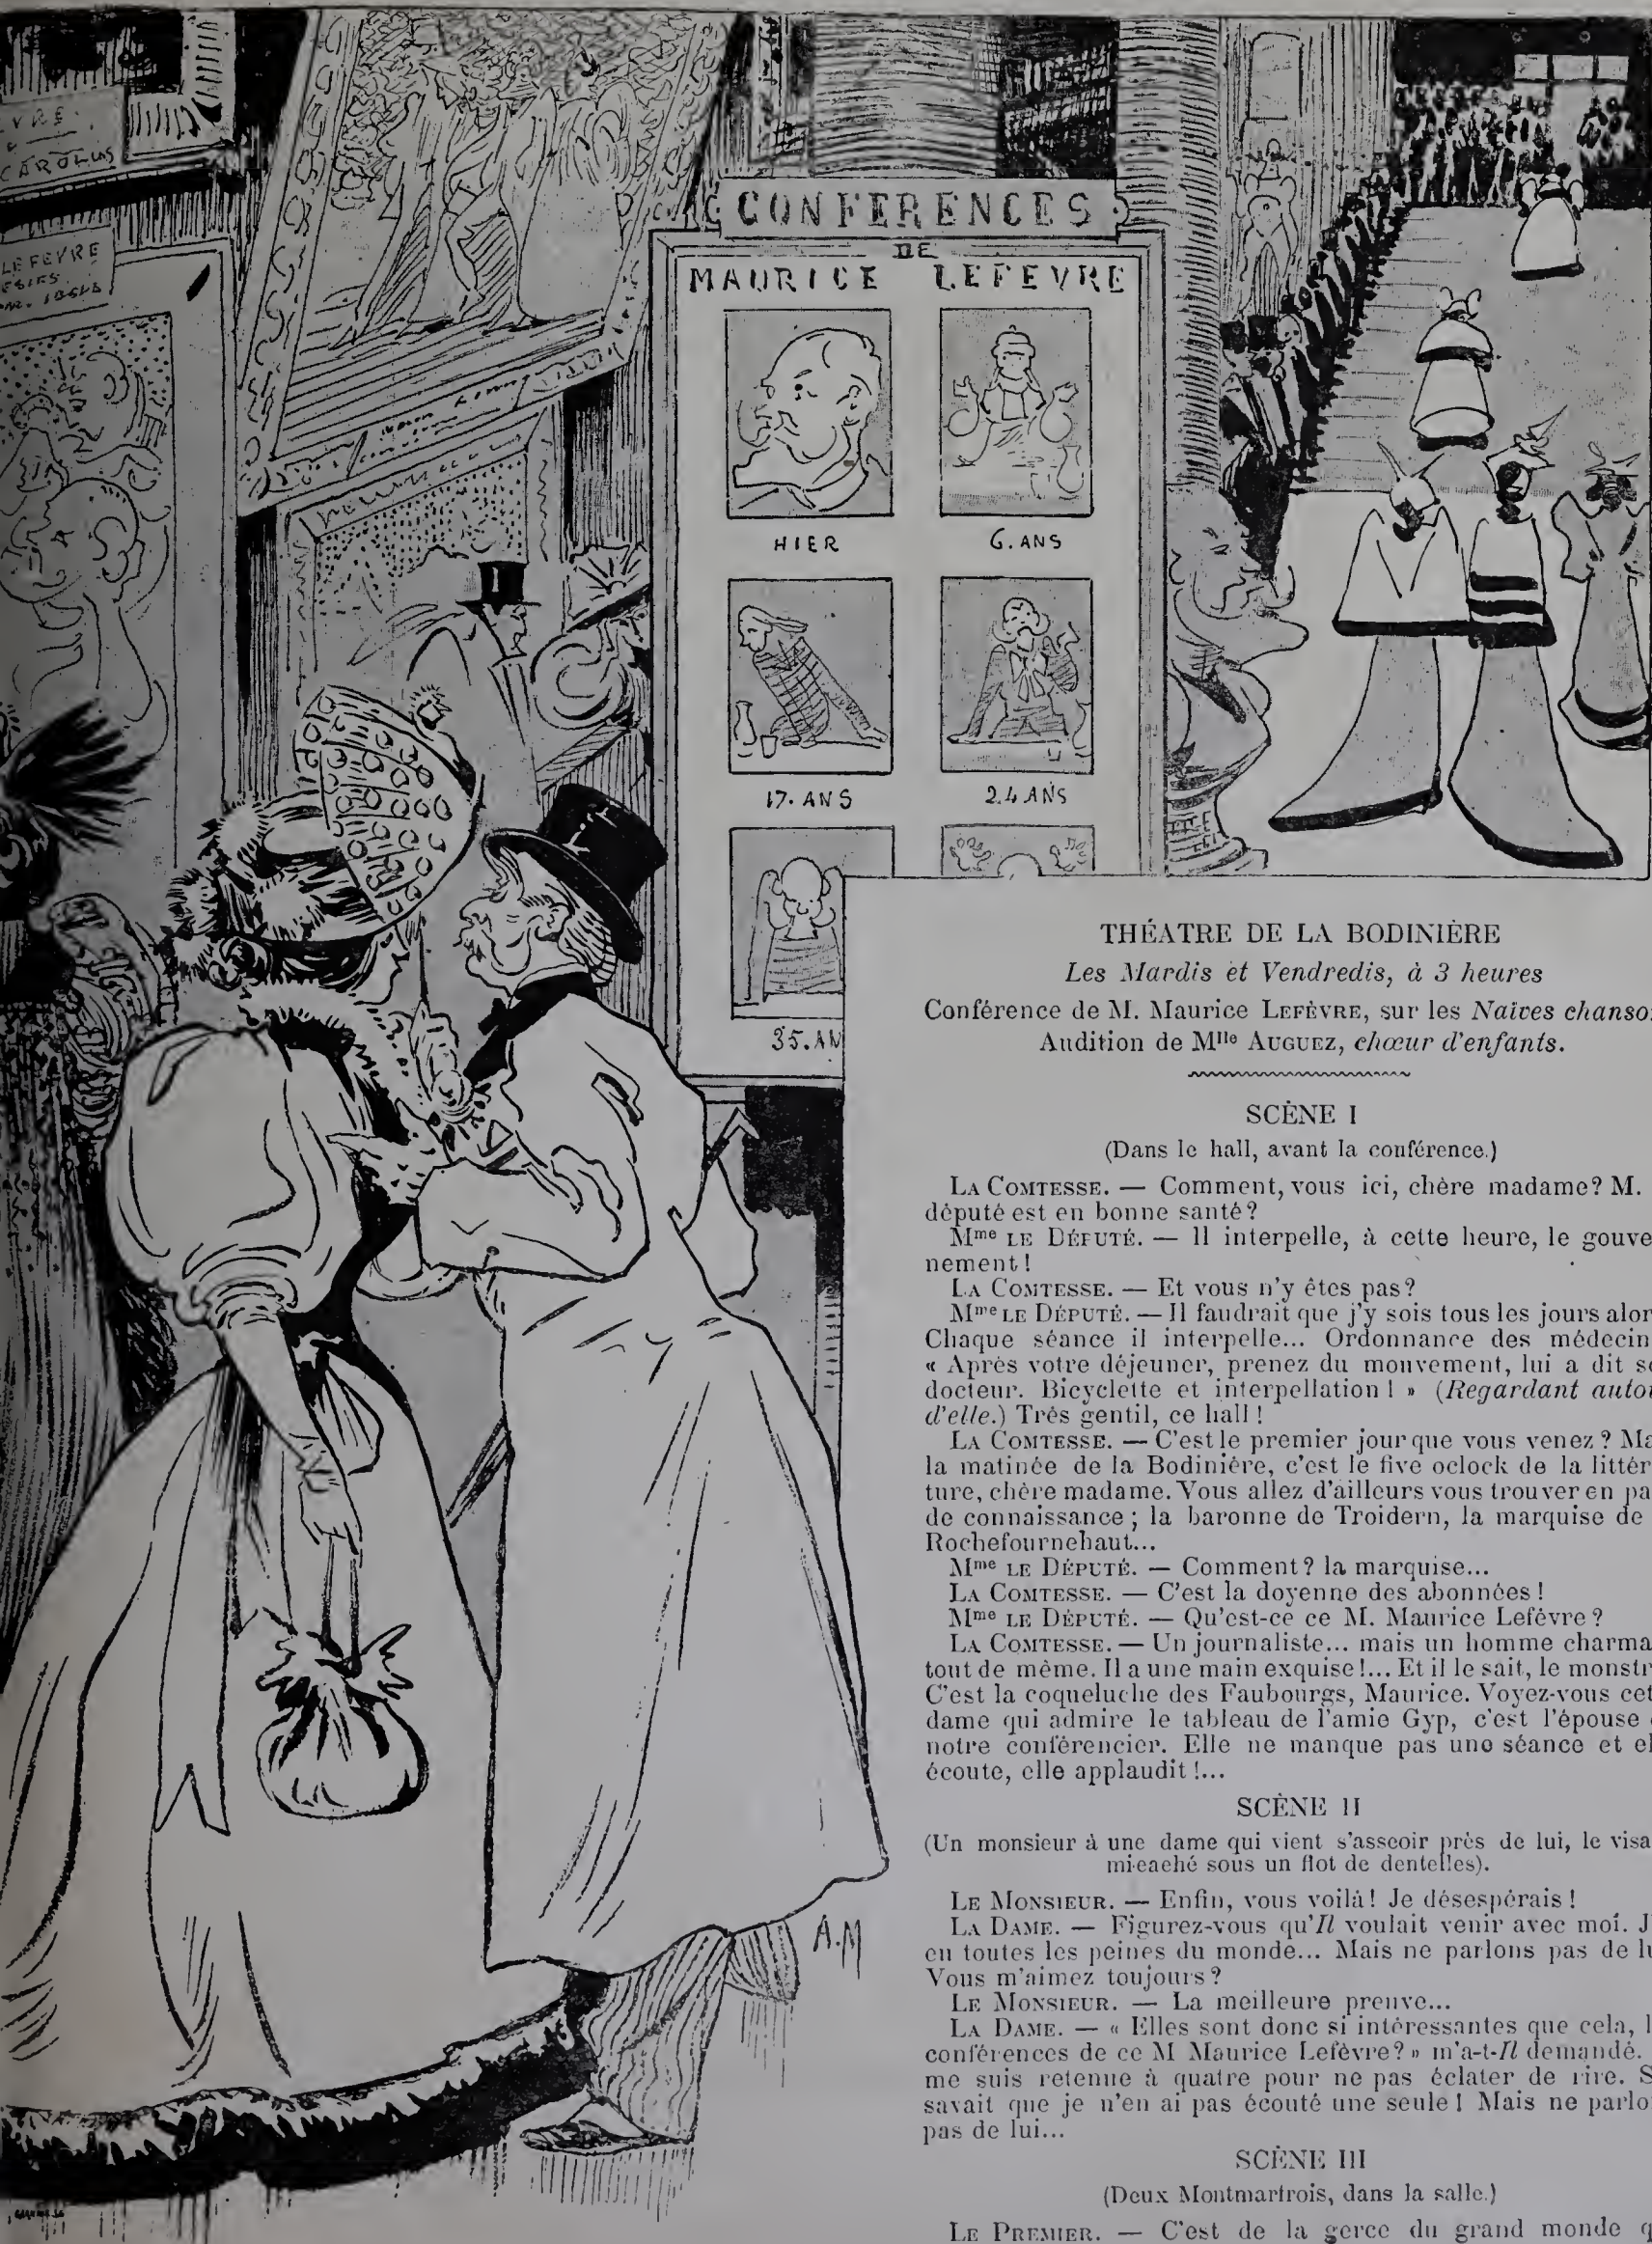 VRE
CAROLUS
LEFEVRE
CONFERENCES
DE
MAURICE LEFEVRE
HIER
6. ANS
17. ANS
24 ANS
35. AN
A. M
THÉATRE DE LA BODINIÈRE
Les Mardis et Vendredis, à 3 heures
Conférence de M. Maurice LEFÈVRE, sur les Naïves chanso
Audition de Mlle AUGUEZ, chœur d'enfants.
SCÈNE I
(Dans le hall, avant la conférence.)
LA COMTESSE. — Comment, vous ici, chère madame? M.
député est en bonne santé?
Mme LE DÉPUTÉ. — Il interpelle, à cette heure, le gouve
nement!
LA COMTESSE. — Et vous n'y êtes pas?
Mme LE DÉPUTÉ. — Il faudrait que j'y sois tous les jours alor
Chaque séance il interpelle... Ordonnance des médecin
« Après votre déjeuner, prenez du mouvement, lui a dit s
docteur. Bicyclette et interpellation! » (Regardant auto
d'elle.) Très gentil, ce hall!
LA COMTESSE. — C'est le premier jour que vous venez? Ma
la matinée de la Bodinière, c'est le five oclock de la littér
ture, chère madame. Vous allez d'ailleurs vous trouver en pa
de connaissance; la baronne de Troidern, la marquise de
Rochefournehaut...
Mme LE DÉPUTÉ. — Comment? la marquise...
LA COMTESSE. — C'est la doyenne des abonnées!
Mme LE DÉPUTÉ. — Qu'est-ce ce M. Maurice Lefèvre?
LA COMTESSE. — Un journaliste... mais un homme charma
tout de même. Il a une main exquise!... Et il le sait, le monstr
C'est la coqueluche des Faubourgs, Maurice. Voyez-vous cet
dame qui admire le tableau de l'amie Gyp, c'est l'épouse
notre conférencier. Elle ne manque pas une séance et el
écoute, elle applaudit!...
SCÈNE II
(Un monsieur à une dame qui vient s'asseoir près de lui, le visa
mi-caché sous un flot de dentelles).
LE MONSIEUR. — Enfin, vous voilà! Je désespérais!
LA DAME. — Figurez-vous qu'Il voulait venir avec moi. J'
eu toutes les peines du monde... Mais ne parlons pas de lu
Vous m'aimez toujours?
LE MONSIEUR. — La meilleure preuve...
LA DAME. — « Elles sont donc si intéressantes que cela, l
conférences de ce M Maurice Lefèvre? » m'a-t-Il demandé.
me suis retenue à quatre pour ne pas éclater de rire. S
savait que je n'en ai pas écouté une seule! Mais ne parlo
pas de lui...
SCÈNE III
(Deux Montmartrois, dans la salle.)
LE PREMIER. — C'est de la gerce du grand monde q